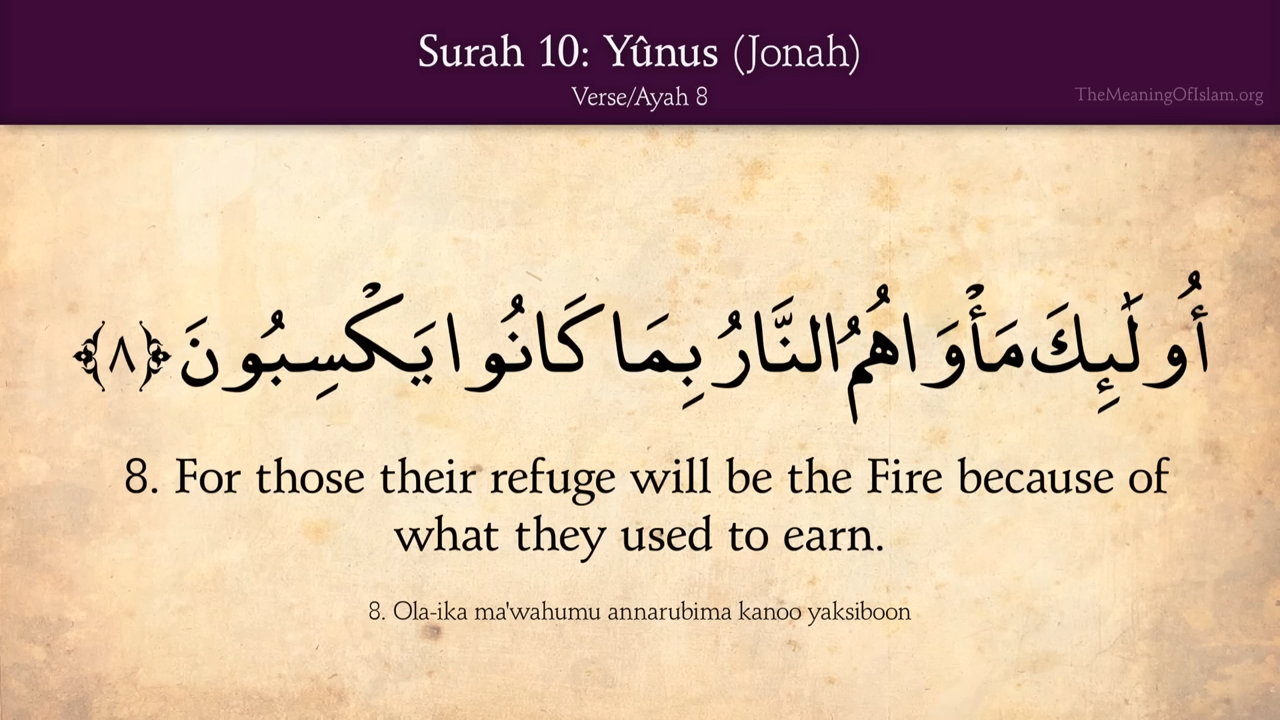 Surah 10: Yûnus (Jonah)
Verse/Ayah 8
TheMeaningOfIslam.org
أُولَٰئِكَ مَأْوَاهُمُ النَّارُ بِمَا كَانُوا يَكْسِبُونَ ﴿٨﴾
8. For those their refuge will be the Fire because of
what they used to earn.
8. Ola-ika ma'wahumu annarubima kanoo yaksiboon